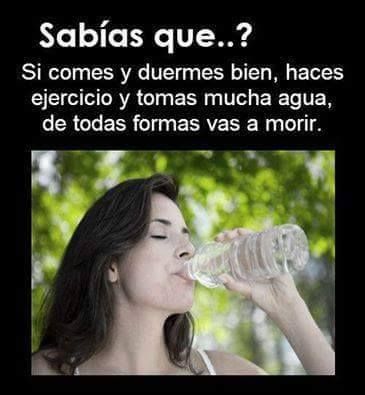 Sabías que..?
Si comes y duermes bien, haces
ejercicio y tomas mucha agua,
de todas formas vas a morir.